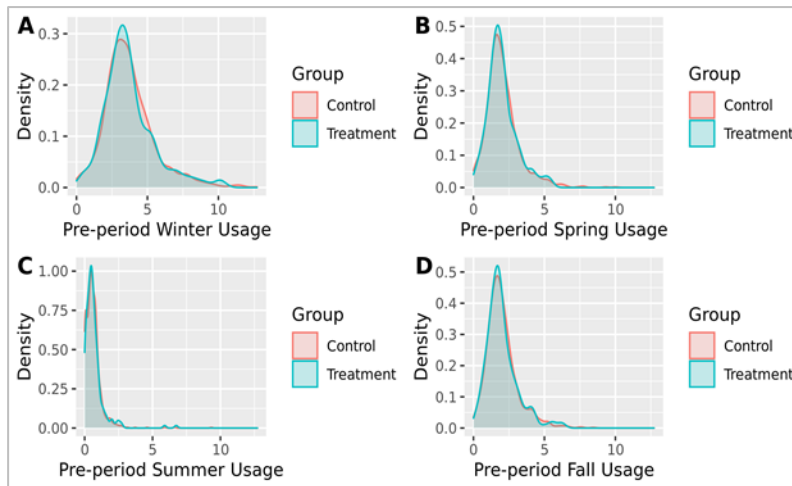 A
0.3
0.2
0.1
0.0
Density
0
5
10
Pre-period Winter Usage
Group
Control
Treatment
B
0.5
0.4
0.3
0.2
0.1
0.0
Density
0
5
10
Pre-period Spring Usage
Group
Control
Treatment
C
1.00
0.75
0.50
0.25
0.00
Density
0
5
10
Pre-period Summer Usage
Group
Control
Treatment
D
0.5
0.4
0.3
0.2
0.1
0.0
Density
0
5
10
Pre-period Fall Usage
Group
Control
Treatment